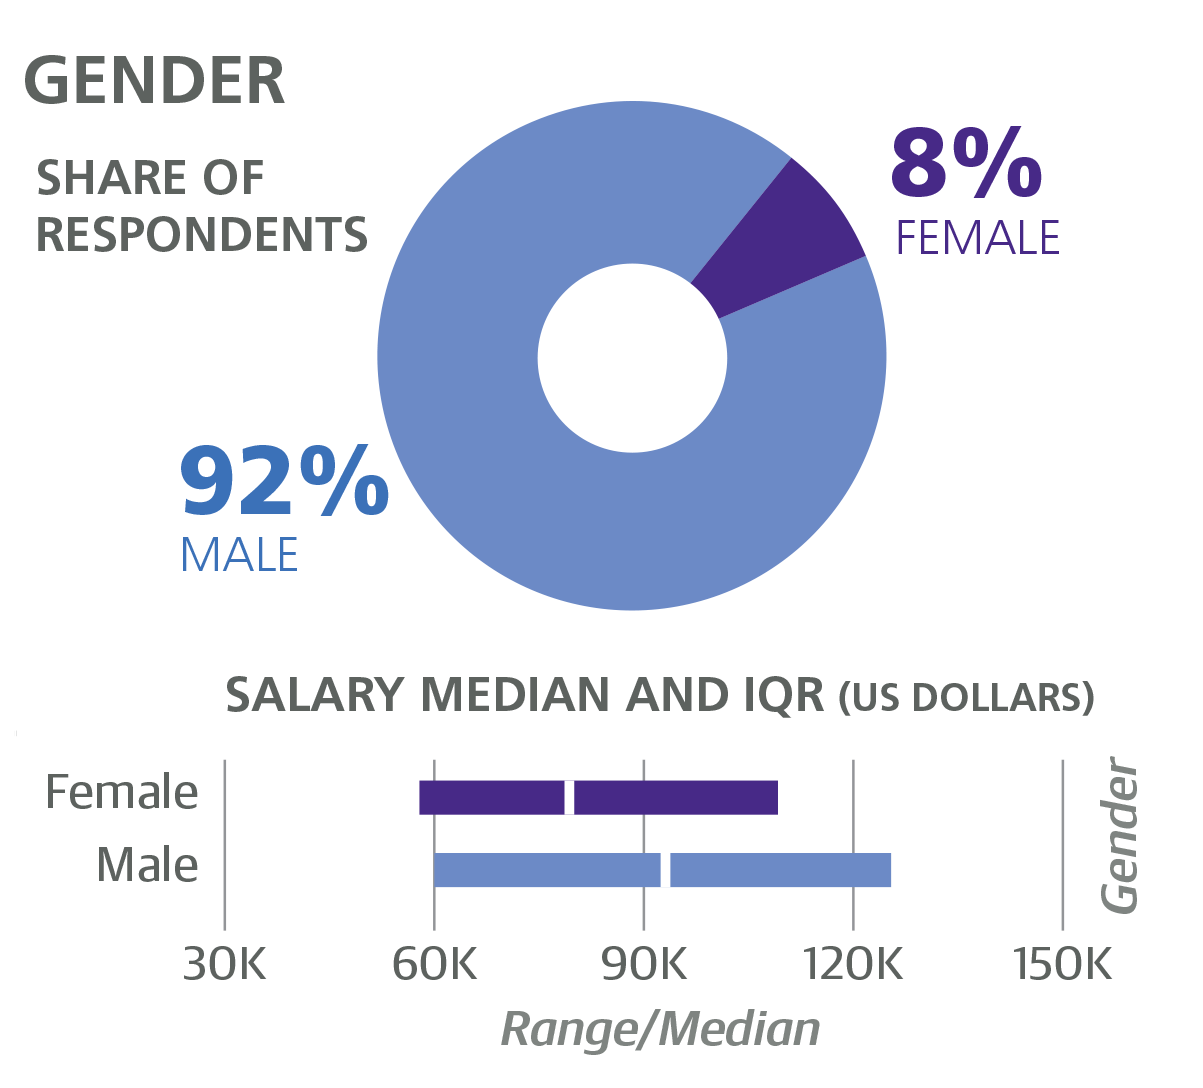 GENDER
SHARE OF
RESPONDENTS
8%
FEMALE
92%
MALE
SALARY MEDIAN AND IQR (US DOLLARS)
Female
Male
Gender
30K 60K 90K 120K 150K
Range/Median